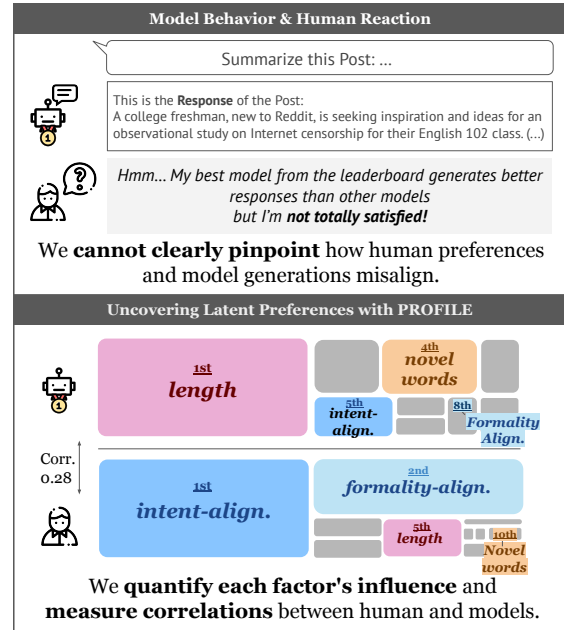 Model Behavior & Human Reaction
Summarize this Post: ...
This is the Response of the Post:
A college freshman, new to Reddit, is seeking inspiration and ideas for an
observational study on Internet censorship for their English 102 class. (...)
1
?
Hmm... My best model from the leaderboard generates better
responses than other models
but I'm not totally satisfied!
We cannot clearly pinpoint how human preferences
and model generations misalign.
Uncovering Latent Preferences with PROFILE
1
1st
length
4th
novel
words
5th
intent-
align.
8th
Formality
Align.
Corr.
0.28
1st
intent-align.
2nd
formality-align.
5th
length
10th
Novel
words
We quantify each factor's influence and
measure correlations between human and models.